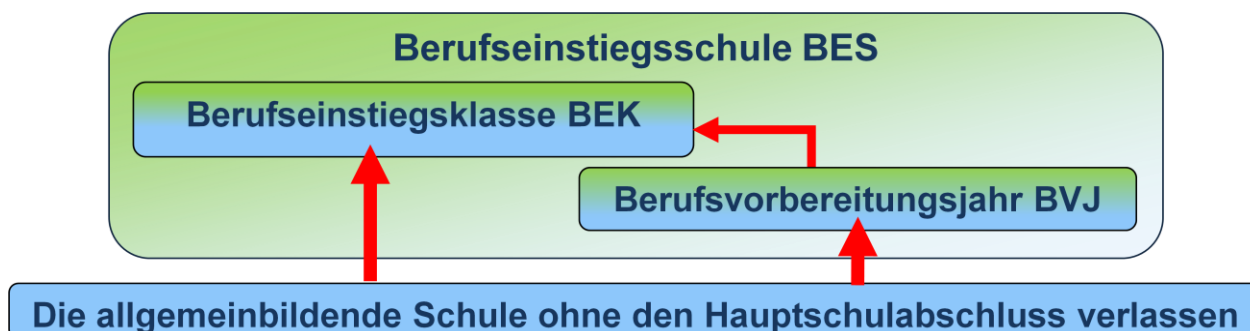 Berufseinstiegsschule BES
Berufseinstiegsklasse BEK
Berufsvorbereitungsjahr BVJ
Die allgemeinbildende Schule ohne den Hauptschulabschluss verlassen